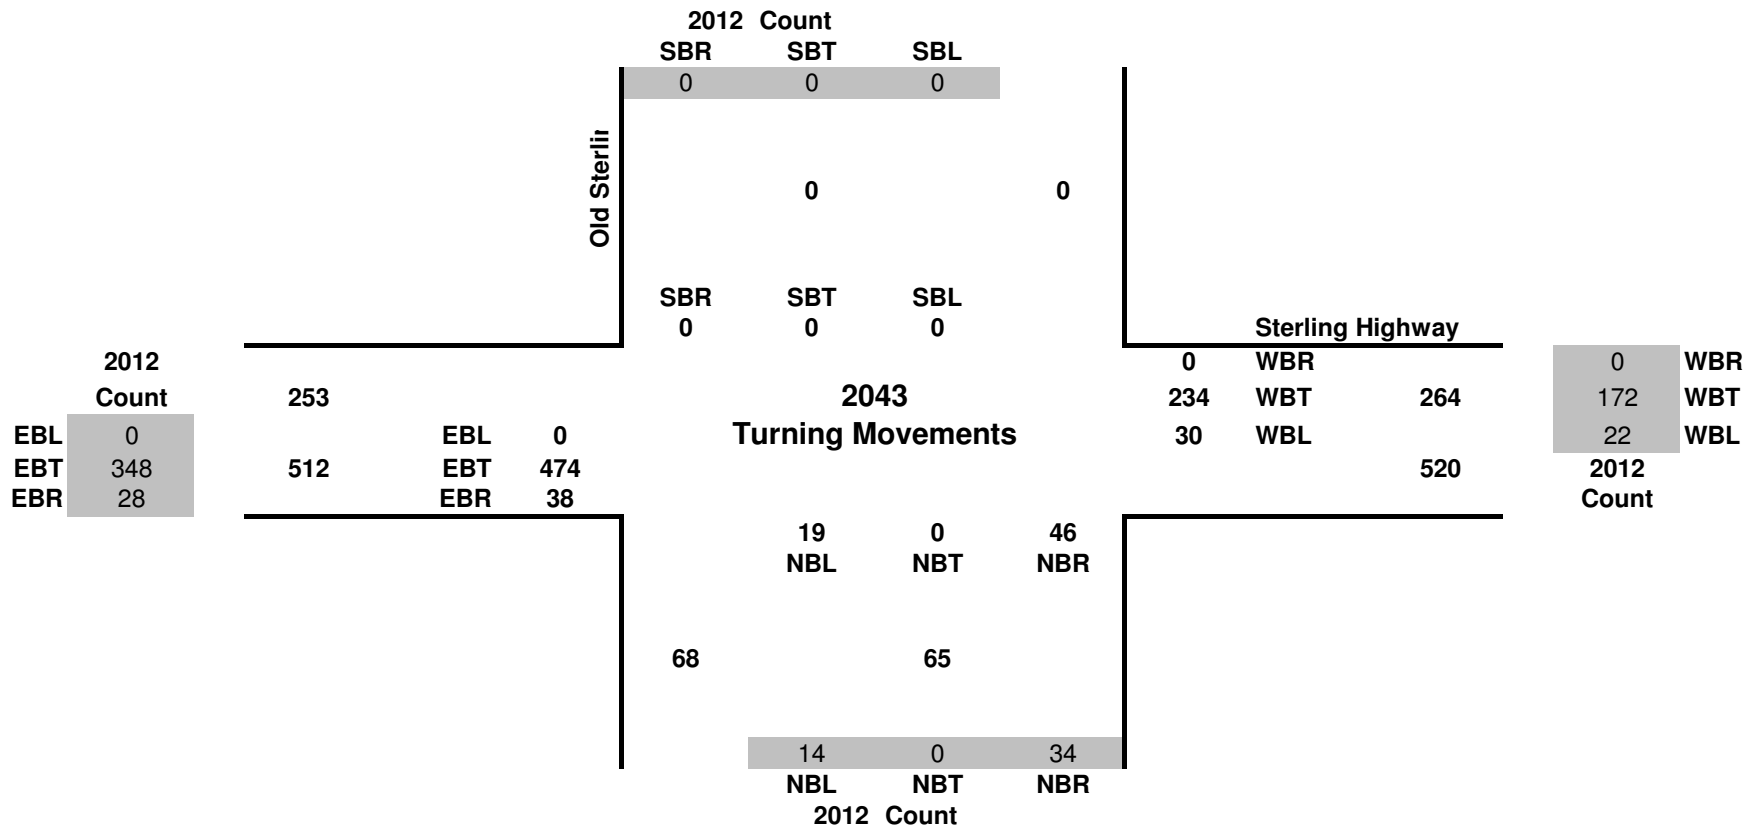 2012 Count
SBR SBT SBL
0 0 0
Old Sterlin
0 0
SBR SBT SBL
0 0 0
Sterling Highway
2012
Count
253
2043
Turning Movements
0 WBR
234 WBT 264
30 WBL
520
0 WBR
172 WBT
22 WBL
2012
Count
EBL 0
EBT 348
EBR 28
512
EBL 0
EBT 474
EBR 38
19 0 46
NBL NBT NBR
68 65
14 0 34
NBL NBT NBR
2012 Count